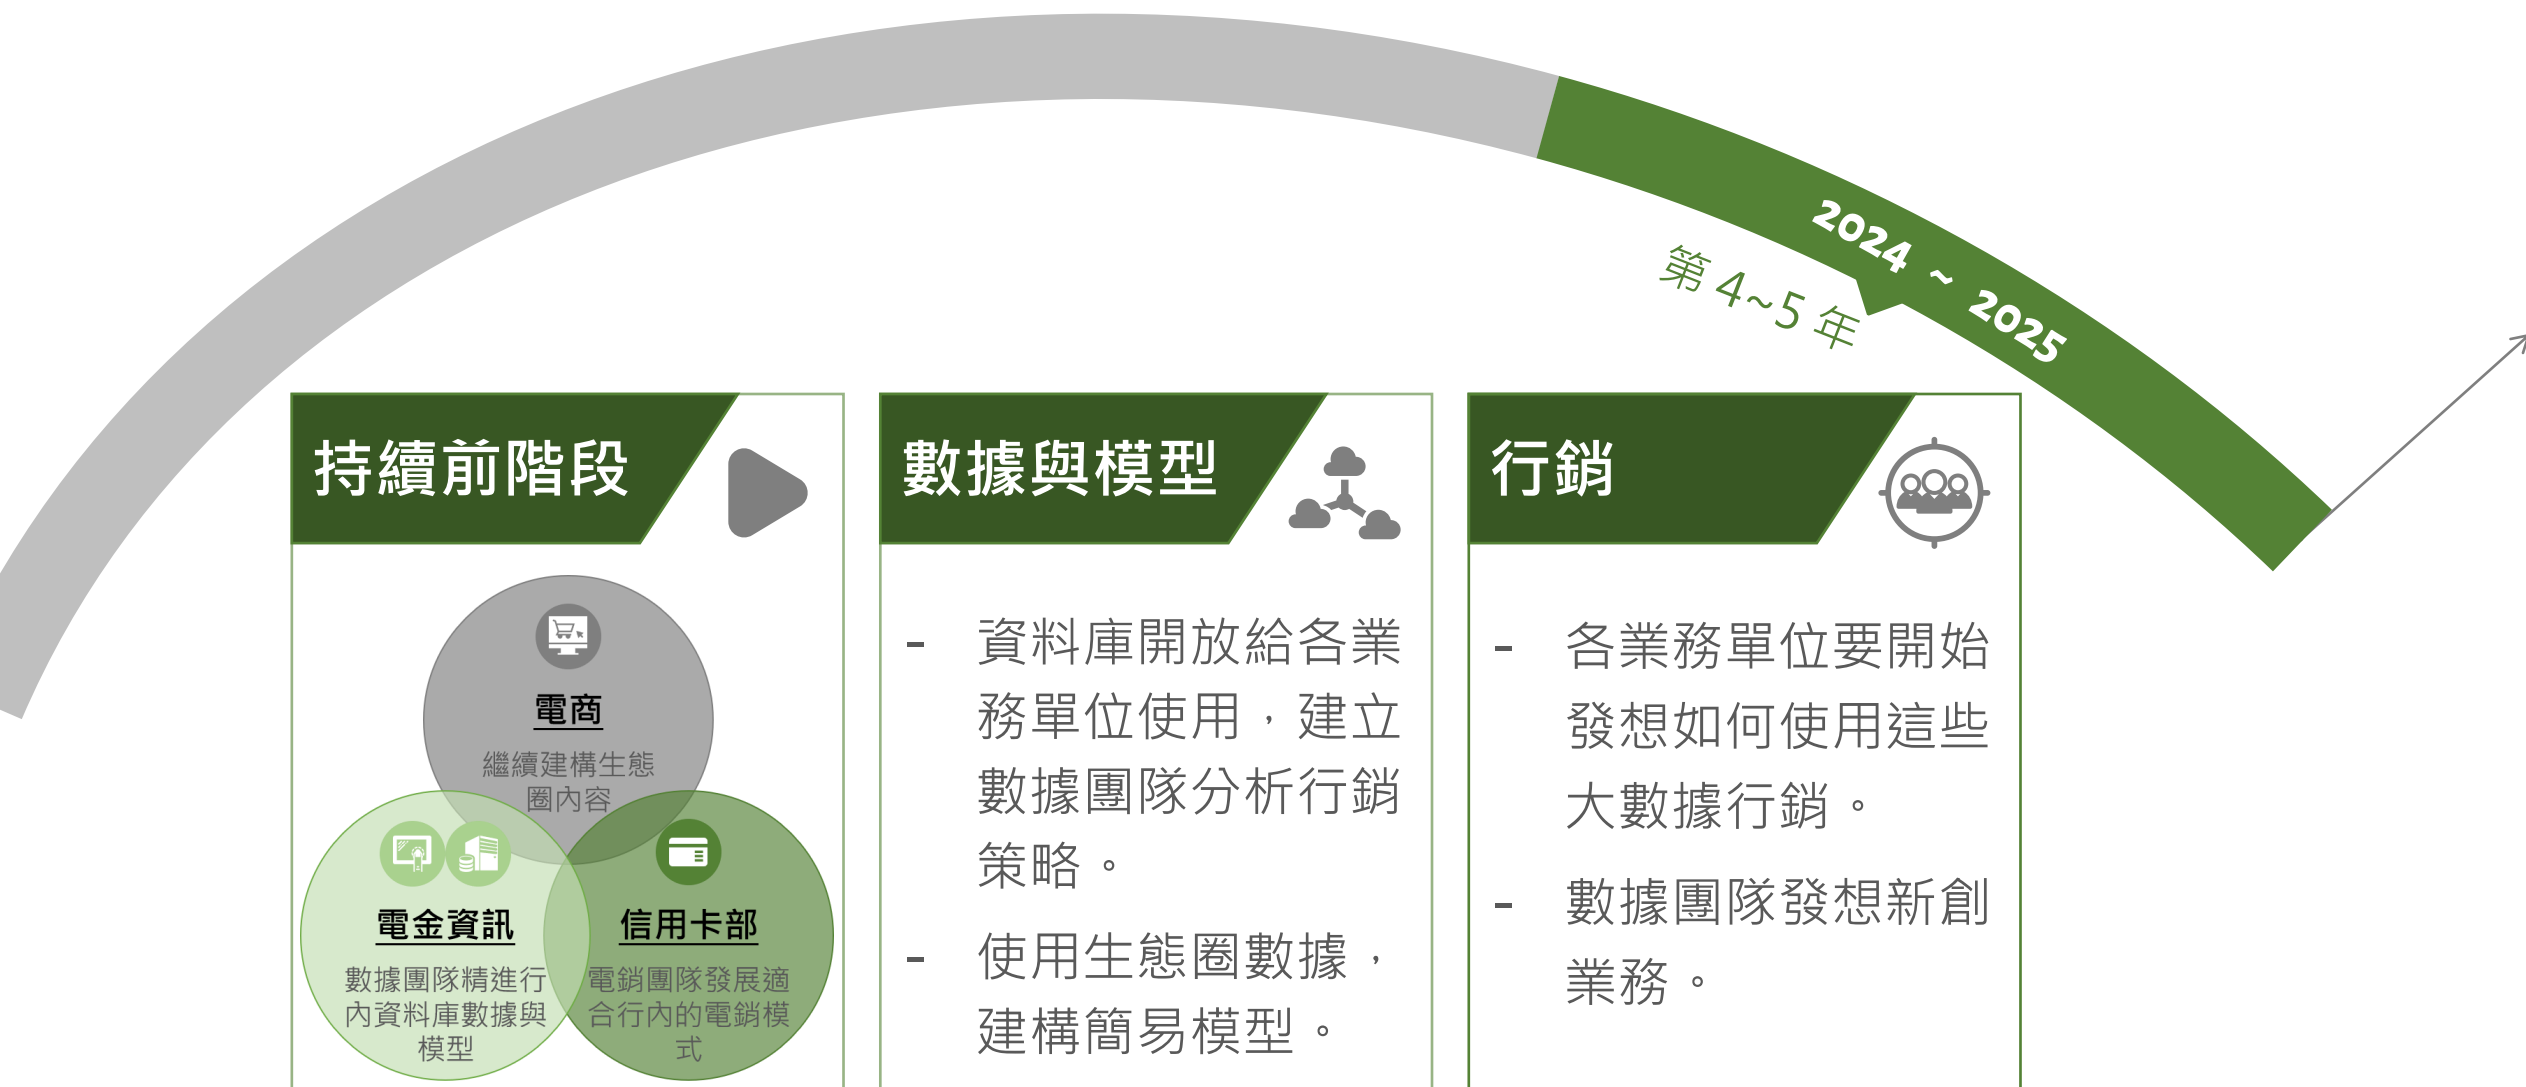 2024 ~ 2025
第 4~5 年
持續前階段
電商
繼續建構生態
圈內容
電金資訊
數據團隊精進行
內資料庫數據與
模型
信用卡部
電銷團隊發展適
合行內的電銷模
式
數據與模型
- 資料庫開放給各業
務單位使用，建立
數據團隊分析行銷
策略。
- 使用生態圈數據，
建構簡易模型。
行銷
- 各業務單位要開始
發想如何使用這些
大數據行銷。
- 數據團隊發想新創
業務。